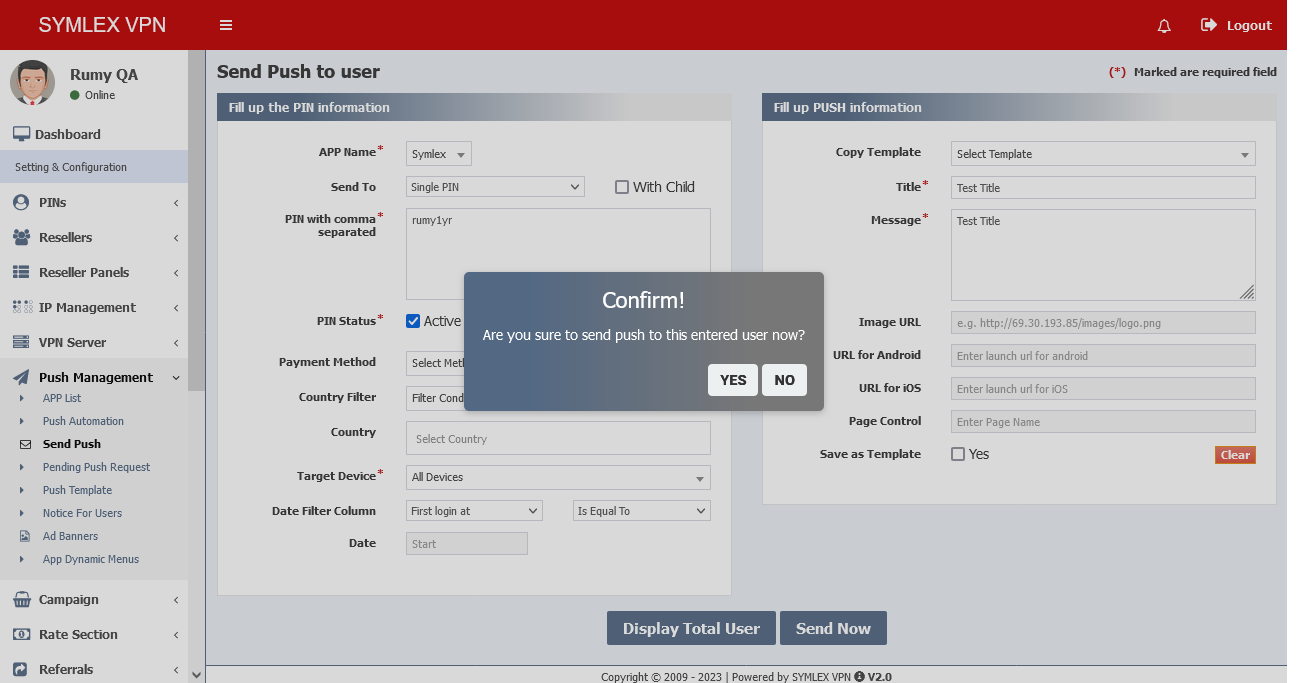 SYMLEX VPN
Logout
Rumy QA
Online
Dashboard
Setting & Configuration
PINs
Resellers
Reseller Panels
IP Management
VPN Server
Push Management
APP List
Push Automation
Send Push
Pending Push Request
Push Template
Notice For Users
Ad Banners
App Dynamic Menus
Campaign
Rate Section
Referrals
Send Push to user
(*) Marked are required field
Fill up the PIN information
APP Name*
Symlex
Send To
Single PIN
With Child
PIN with comma*
separated
rumy1yr
PIN Status*
Active
Payment Method
Select Met
Country Filter
Filter Cond
Country
Select Country
Target Device*
All Devices
Date Filter Column
First login at
Is Equal To
Date
Start
Fill up PUSH information
Copy Template
Select Template
Title*
Test Title
Message*
Test Title
Image URL
e.g. http://69.30.193.85/images/logo.png
URL for Android
Enter launch url for android
URL for iOS
Enter launch url for iOS
Page Control
Enter Page Name
Save as Template
Yes
Clear
Confirm!
Are you sure to send push to this entered user now?
YES
NO
Display Total User
Send Now
Copyright © 2009 - 2023 | Powered by SYMLEX VPN V2.0